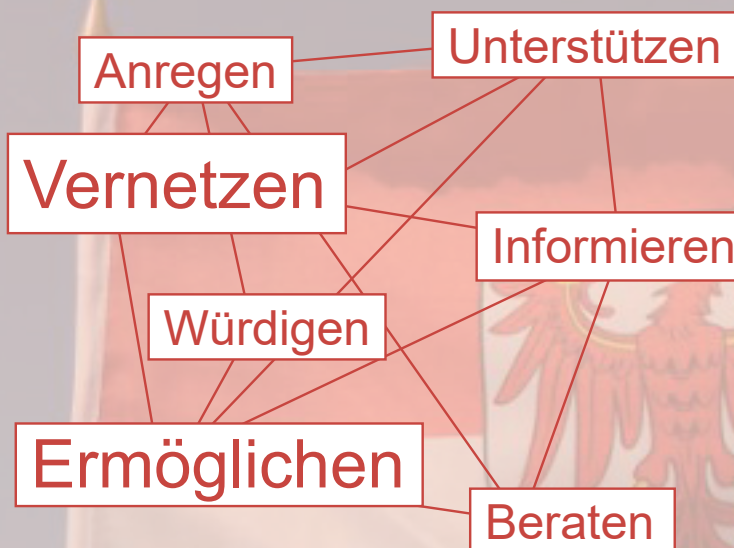 Anregen
Unterstützen
Vernetzen
Informieren
Würdigen
Ermöglichen
Beraten